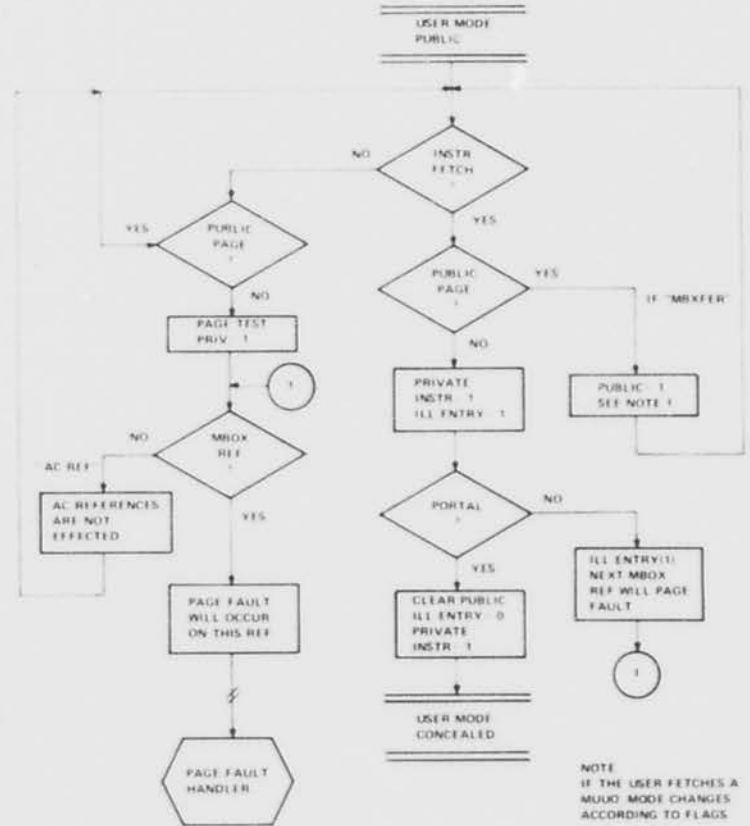 USER MODE
PUBLIC
INSTR
FETCH
?
NO
YES
PUBLIC
PAGE
?
YES
NO
PUBLIC
PAGE
?
YES
NO
IF "MBXFER"
PAGE TEST
PRIV 1
1
PRIVATE
INSTR 1
ILL ENTRY 1
PUBLIC 1
SEE NOTE 1
MBOX
REF
?
NO
YES
AC REF
AC REFERENCES
ARE NOT
EFFECTED
PORTAL
?
NO
YES
PAGE FAULT
WILL OCCUR
ON THIS REF
CLEAR PUBLIC
ILL ENTRY 0
PRIVATE
INSTR 1
ILL ENTRY(1)
NEXT MBOX
REF WILL PAGE
FAULT
1
USER MODE
CONCEALED
PAGE FAULT
HANDLER
NOTE
IF THE USER FETCHES A
MUUO MODE CHANGES
ACCORDING TO FLAGS